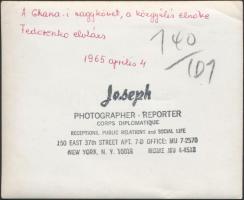 A Ghana-i nagykövet, a közgyűlés elnöke
Fedorenko elvtárs
1965 április 4
140/101
Joseph
PHOTOGRAPHER - REPORTER
CORPS DIPLOMATIQUE
RECEPTIONS, PUBLIC RELATIONS and SOCIAL LIFE
150 EAST 37th STREET APT. 7-D OFFICE: MU 7-2570
NEW YORK, N. Y. 10016